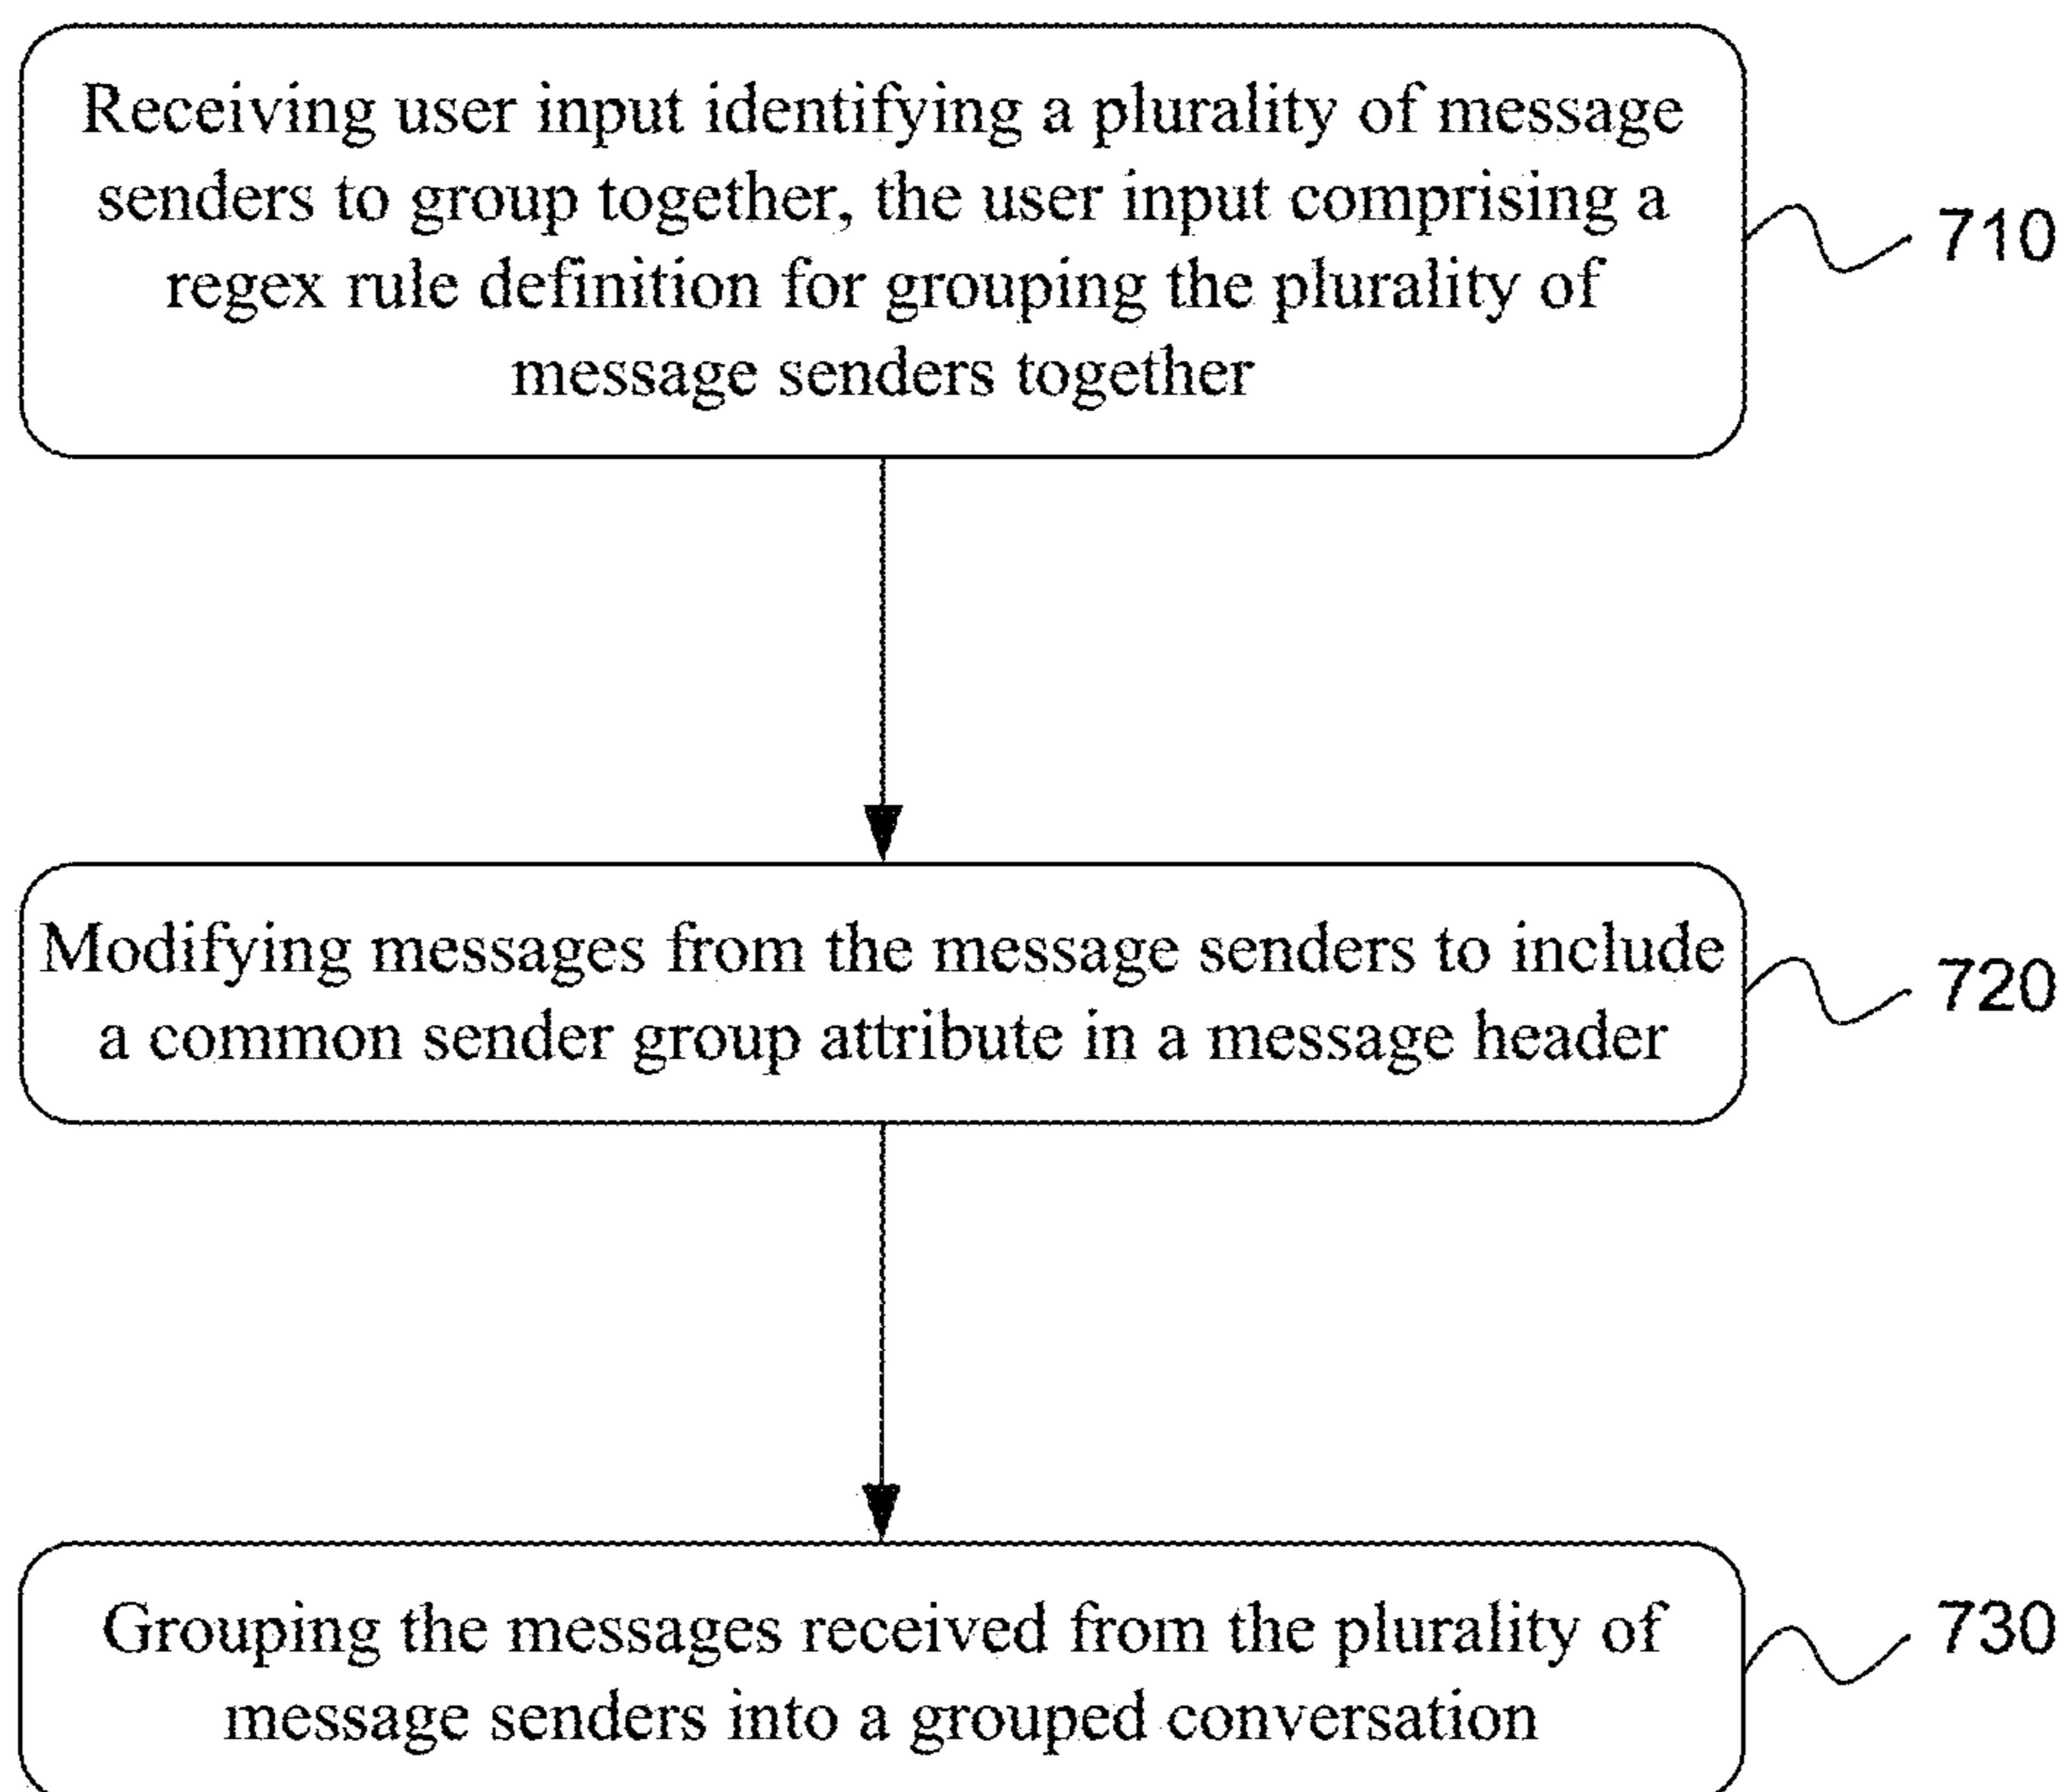 Receiving user input identifying a plurality of message
senders to group together, the user input comprising a
regex rule definition for grouping the plurality of
message senders together
710
Modifying messages from the message senders to include
a common sender group attribute in a message header
720
Grouping the messages received from the plurality of
message senders into a grouped conversation
730